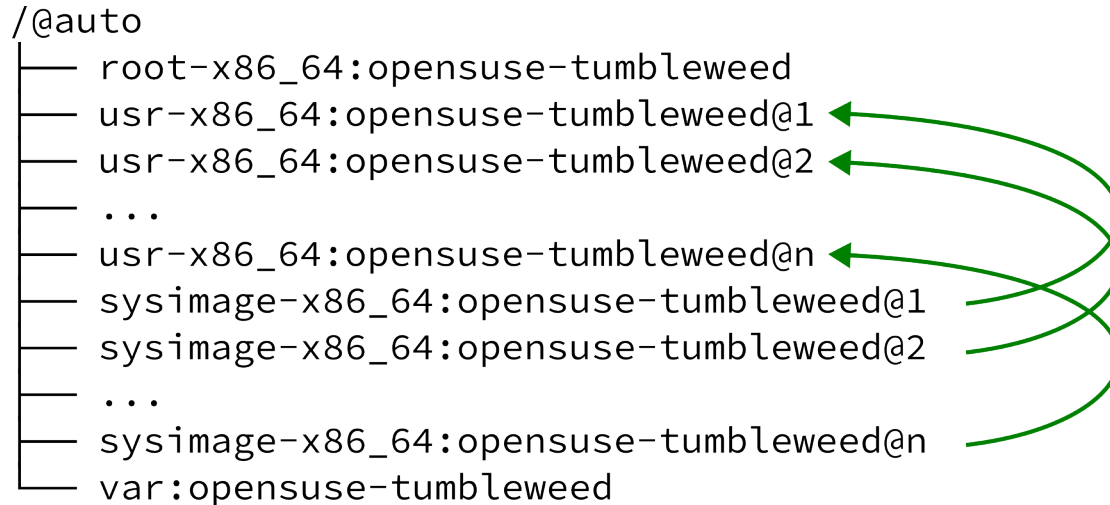 /@auto
root-x86_64:opensuse-tumbleweed
usr-x86_64:opensuse-tumbleweed@1
usr-x86_64:opensuse-tumbleweed@2
...
usr-x86_64:opensuse-tumbleweed@n
sysimage-x86_64:opensuse-tumbleweed@1
sysimage-x86_64:opensuse-tumbleweed@2
...
sysimage-x86_64:opensuse-tumbleweed@n
var:opensuse-tumbleweed